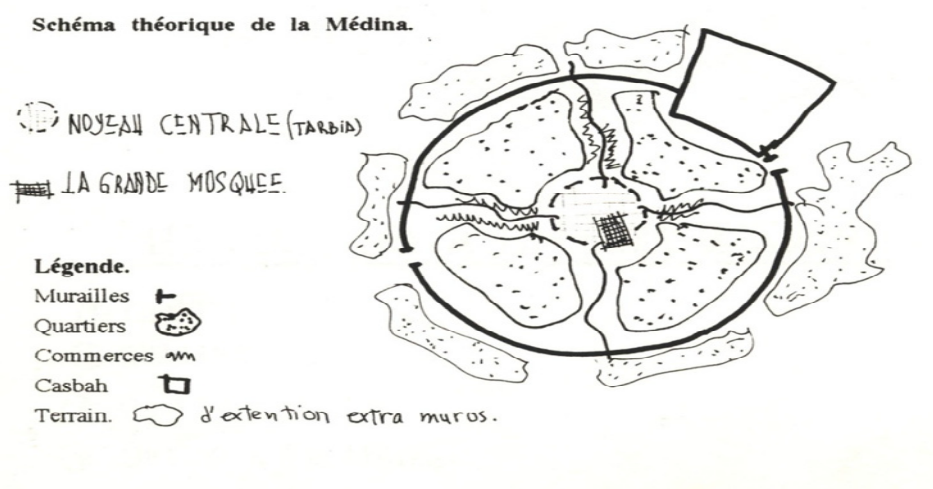 Schéma théorique de la Médina.
NOYEAU CENTRALE (TARBIA)
LA GRANDE MOSQUEE.
Légende.
Murailles
Quartiers
Commerces
Casbah
Terrain. d'extention extra muros.